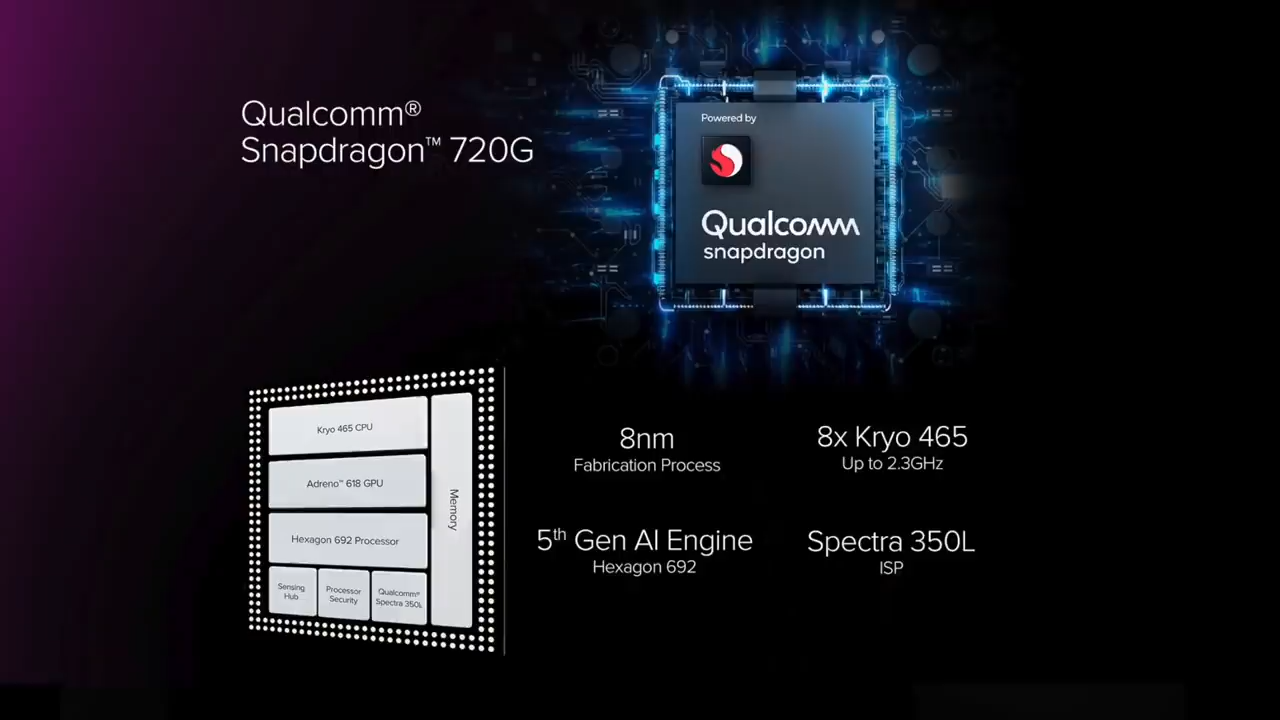 Qualcomm®
Snapdragon™ 720G
Powered by
Qualcomm
snapdragon
Kryo 465 CPU
Adreno™ 618 GPU
Hexagon 692 Processor
Sensing
Hub
Processor
Security
Qualcomm®
Spectra 350L
Memory
8nm
Fabrication Process
8x Kryo 465
Up to 2.3GHz
5th Gen AI Engine
Hexagon 692
Spectra 350L
ISP